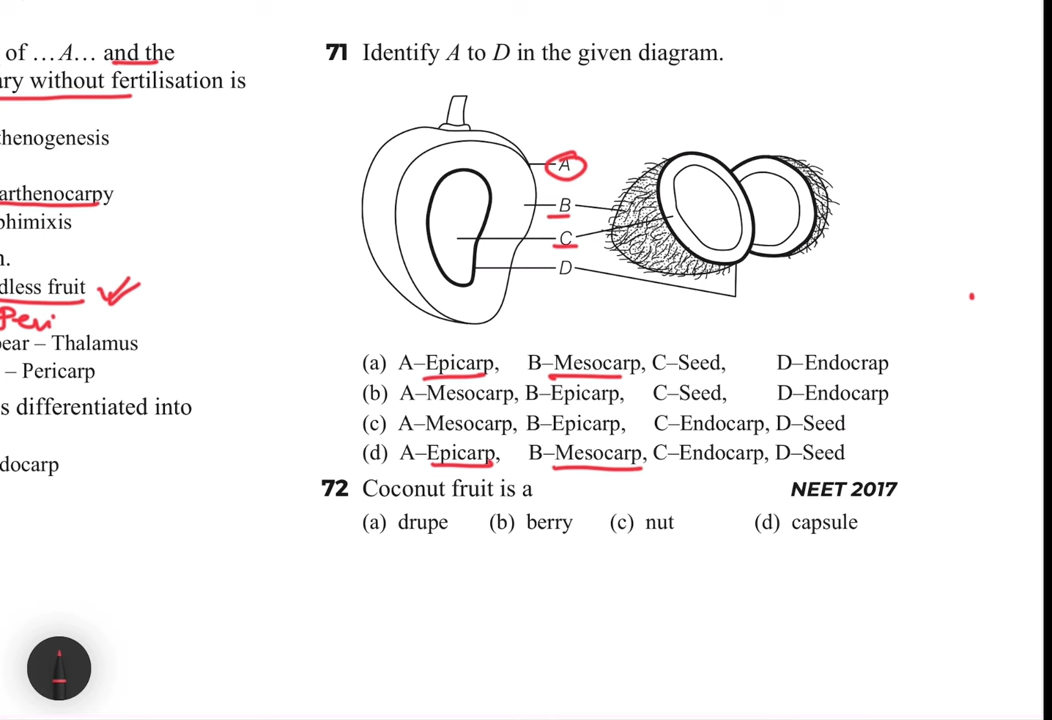 of ...A... and the
ary without fertilisation is
thenogenesis
arthenocarpy
phimixis
n.
dless fruit
Peri
bear – Thalamus
– Pericarp
s differentiated into
docarp
71 Identify A to D in the given diagram.
A
B
C
D
(a) A–Epicarp, B–Mesocarp, C–Seed, D–Endocrap
(b) A–Mesocarp, B–Epicarp, C–Seed, D–Endocarp
(c) A–Mesocarp, B–Epicarp, C–Endocarp, D–Seed
(d) A–Epicarp, B–Mesocarp, C–Endocarp, D–Seed
72 Coconut fruit is a NEET 2017
(a) drupe (b) berry (c) nut (d) capsule